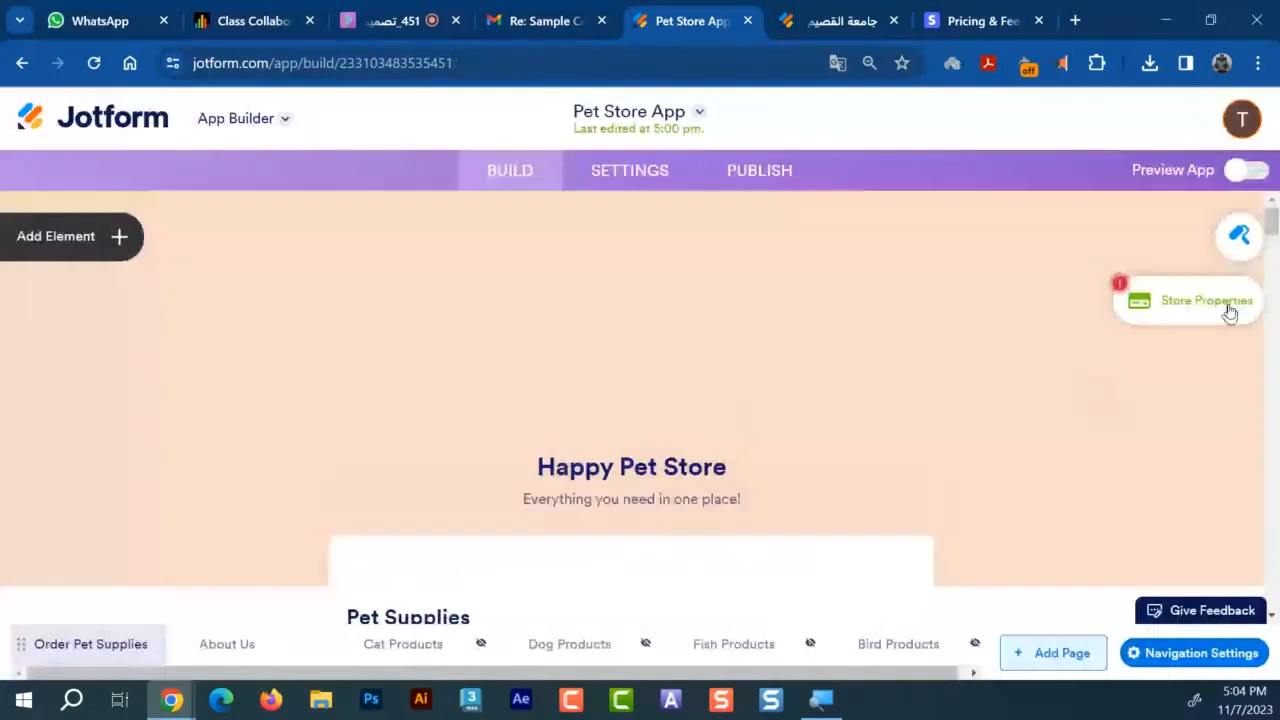 WhatsApp
Class Collabo
451_تصمي
Re: Sample C
Pet Store App
جامعة القصيم
Pricing & Fee
jotform.com/app/build/233103483535451
off
Jotform
App Builder
Pet Store App
Last edited at 5:00 pm.
T
BUILD
SETTINGS
PUBLISH
Preview App
Add Element
Store Properties
Happy Pet Store
Everything you need in one place!
Pet Supplies
Give Feedback
Order Pet Supplies
About Us
Cat Products
Dog Products
Fish Products
Bird Products
+ Add Page
Navigation Settings
5:04 PM
11/7/2023